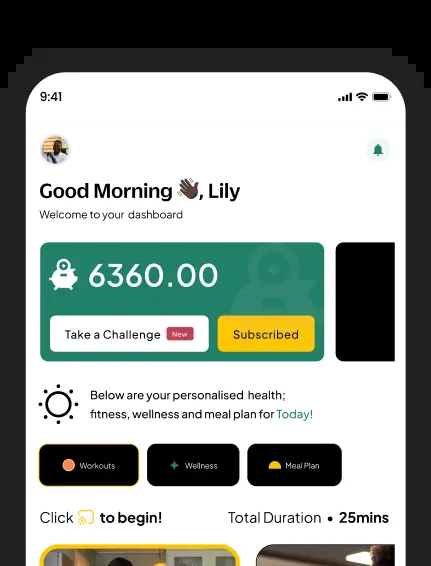 9:41
Good Morning 👋🏿, Lily
Welcome to your dashboard
6360.00
Take a Challenge New Subscribed
Below are your personalised health;
fitness, wellness and meal plan for Today!
Workouts Wellness Meal Plan
Click to begin! Total Duration • 25mins